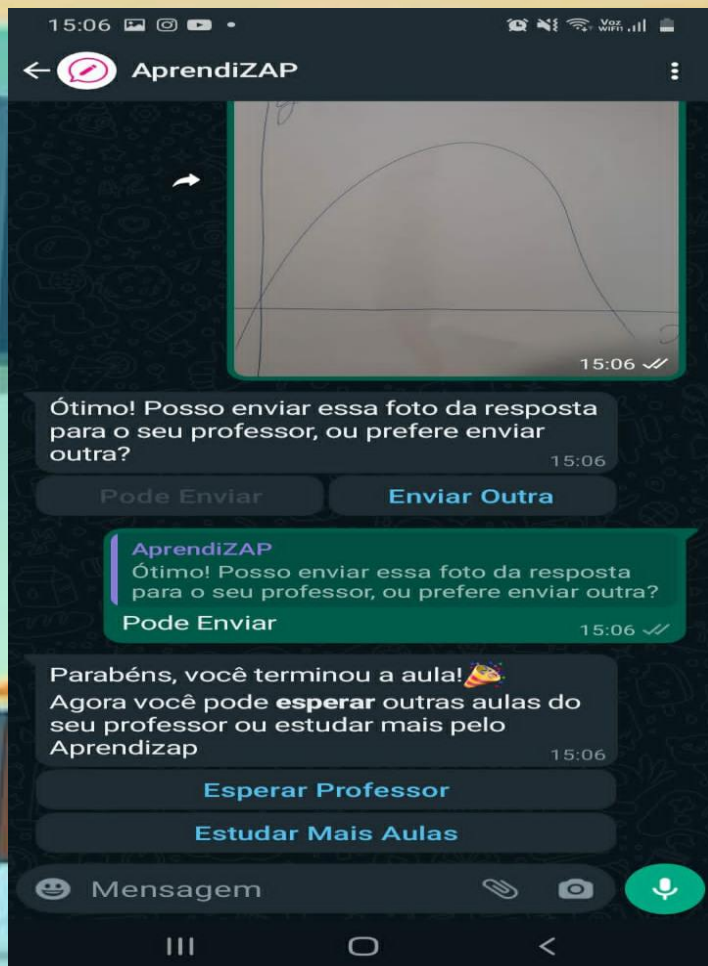 15:06
Voz
WiFi
AprendiZAP
y
15:06
Ótimo! Posso enviar essa foto da resposta
para o seu professor, ou prefere enviar
outra?
15:06
Pode Enviar
Enviar Outra
AprendiZAP
Ótimo! Posso enviar essa foto da resposta
para o seu professor, ou prefere enviar outra?
Pode Enviar
15:06
Parabéns, você terminou a aula!🎉
Agora você pode esperar outras aulas do
seu professor ou estudar mais pelo
Aprendizap
15:06
Esperar Professor
Estudar Mais Aulas
Mensagem